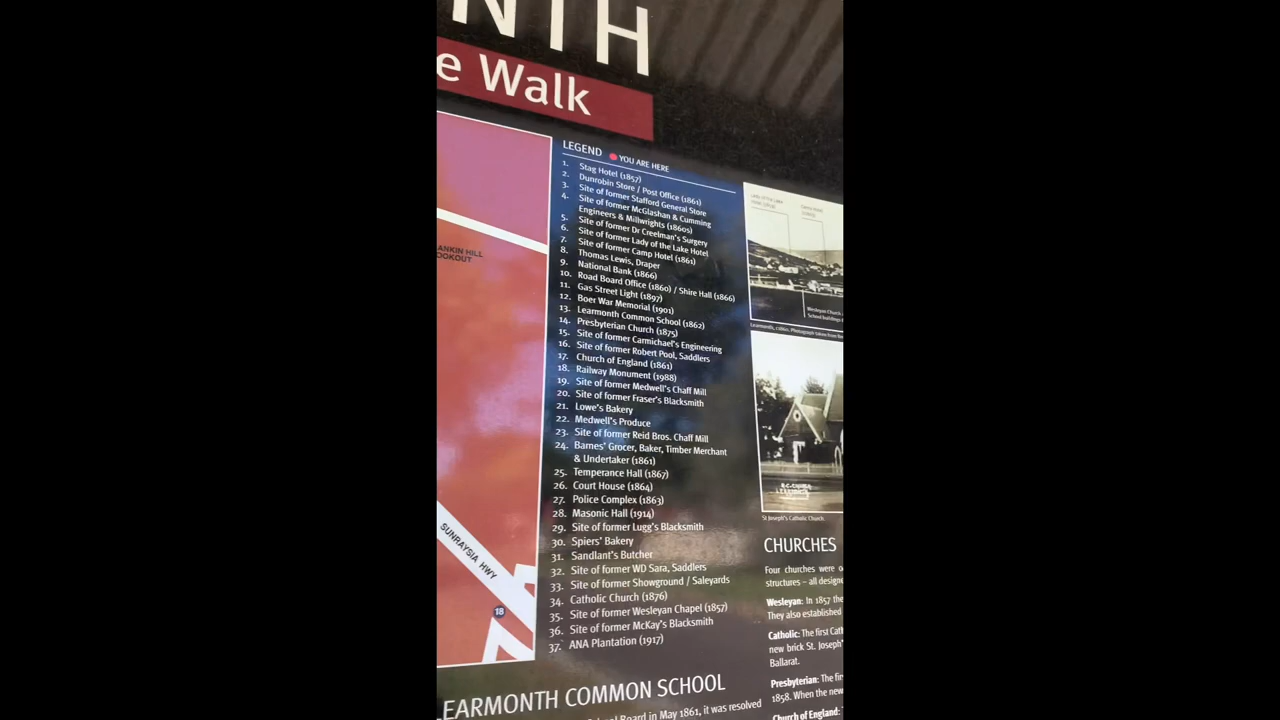 NTH
e Walk
LEGEND YOU ARE HERE
1. Stag Hotel (1857)
2. Dunrobin Store / Post Office (1861)
3. Site of former Stafford General Store
4. Site of former McGlashan & Cumming
Engineers & Millwrights (1860s)
5. Site of former Dr Creelman's Surgery
6. Site of former Lady of the Lake Hotel
7. Site of former Camp Hotel (1861)
8. Thomas Lewis, Draper
9. National Bank (1866)
10. Road Board Office (1860) / Shire Hall (1866)
11. Gas Street Light (1897)
12. Boer War Memorial (1901)
13. Learmonth Common School (1862)
14. Presbyterian Church (1875)
15. Site of former Carmichael's Engineering
16. Site of former Robert Pool, Saddlers
17. Church of England (1861)
18. Railway Monument (1988)
19. Site of former Medwell's Chaff Mill
20. Site of former Fraser's Blacksmith
21. Lowe's Bakery
22. Medwell's Produce
23. Site of former Reid Bros. Chaff Mill
24. Barnes' Grocer, Baker, Timber Merchant
& Undertaker (1861)
25. Temperance Hall (1867)
26. Court House (1864)
27. Police Complex (1863)
28. Masonic Hall (1914)
29. Site of former Lugg's Blacksmith
30. Spiers' Bakery
31. Sandlant's Butcher
32. Site of former WD Sara, Saddlers
33. Site of former Showground / Saleyards
34. Catholic Church (1876)
35. Site of former Wesleyan Chapel (1857)
36. Site of former McKay's Blacksmith
37. ANA Plantation (1917)
ANKIN HILL
OOKOUT
SUNRAYSIA HWY
18
EARMONTH COMMON SCHOOL
Board in May 1861, it was resolved
Wesleyan Church
School buildings
St Joseph's Catholic Church.
CHURCHES
Four churches were
structures – all design
Wesleyan: In 1857 the
They also established
Catholic: The first Cat
new brick St. Joseph'
Ballarat.
Presbyterian: The fir
1858. When the new
Church of England: